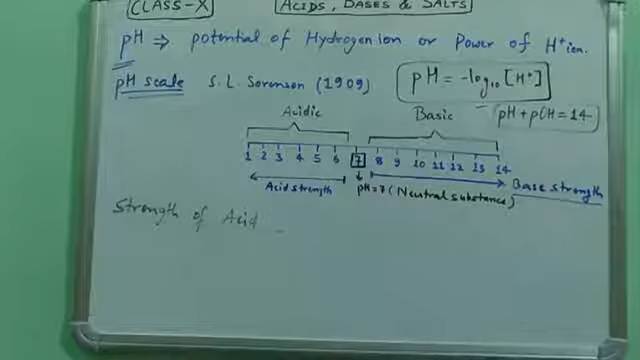 CLASS-X
ACIDS, BASES & SALTS
pH ⇒ potential of Hydrogen ion or Power of H⁺ ion.
pH scale S. L. Sorenson (1909) pH = -log₁₀[H⁺]
pH + pOH = 14
Acidic Basic
1 2 3 4 5 6 7 8 9 10 11 12 13 14
Acid strength pH = 7 (Neutral substance) Base strength
Strength of Acid